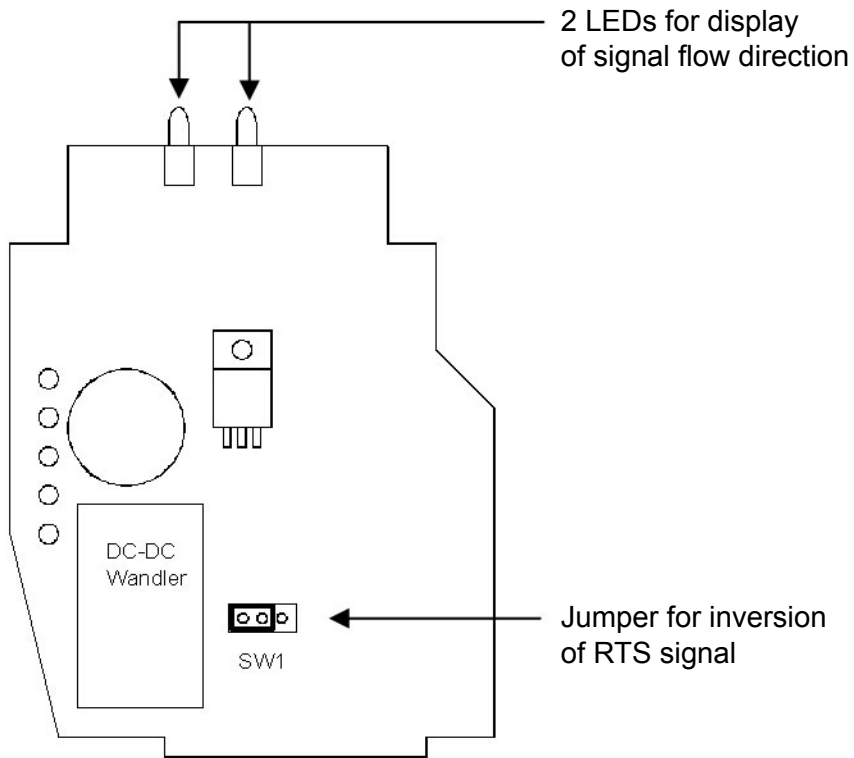 2 LEDs for display
of signal flow direction
DC-DC
Wandler
SW1
Jumper for inversion
of RTS signal